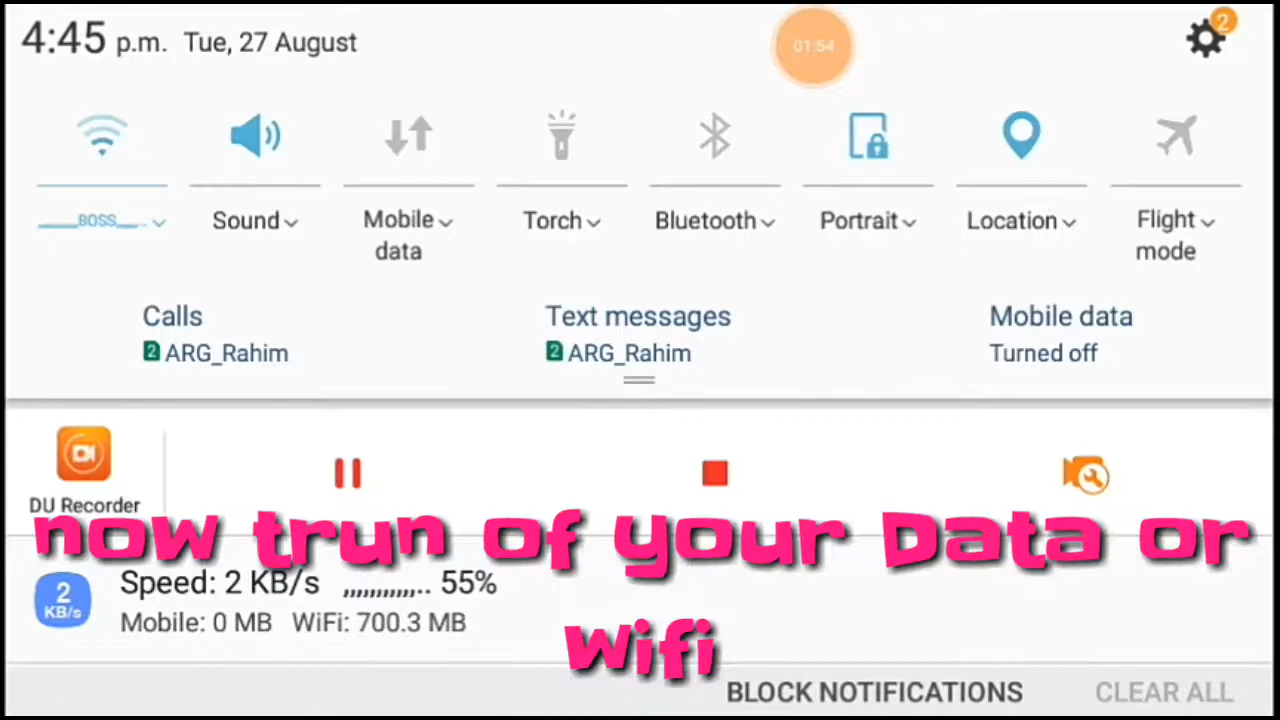 4:45 p.m. Tue, 27 August
01:54
2
BOSS
Sound
Mobile data
Torch
Bluetooth
Portrait
Location
Flight mode
Calls
2 ARG_Rahim
Text messages
2 ARG_Rahim
Mobile data
Turned off
DU Recorder
now trun of your Data or
wifi
2 KB/s
Speed: 2 KB/s ,,,,,,,,,,,,.. 55%
Mobile: 0 MB WiFi: 700.3 MB
BLOCK NOTIFICATIONS
CLEAR ALL